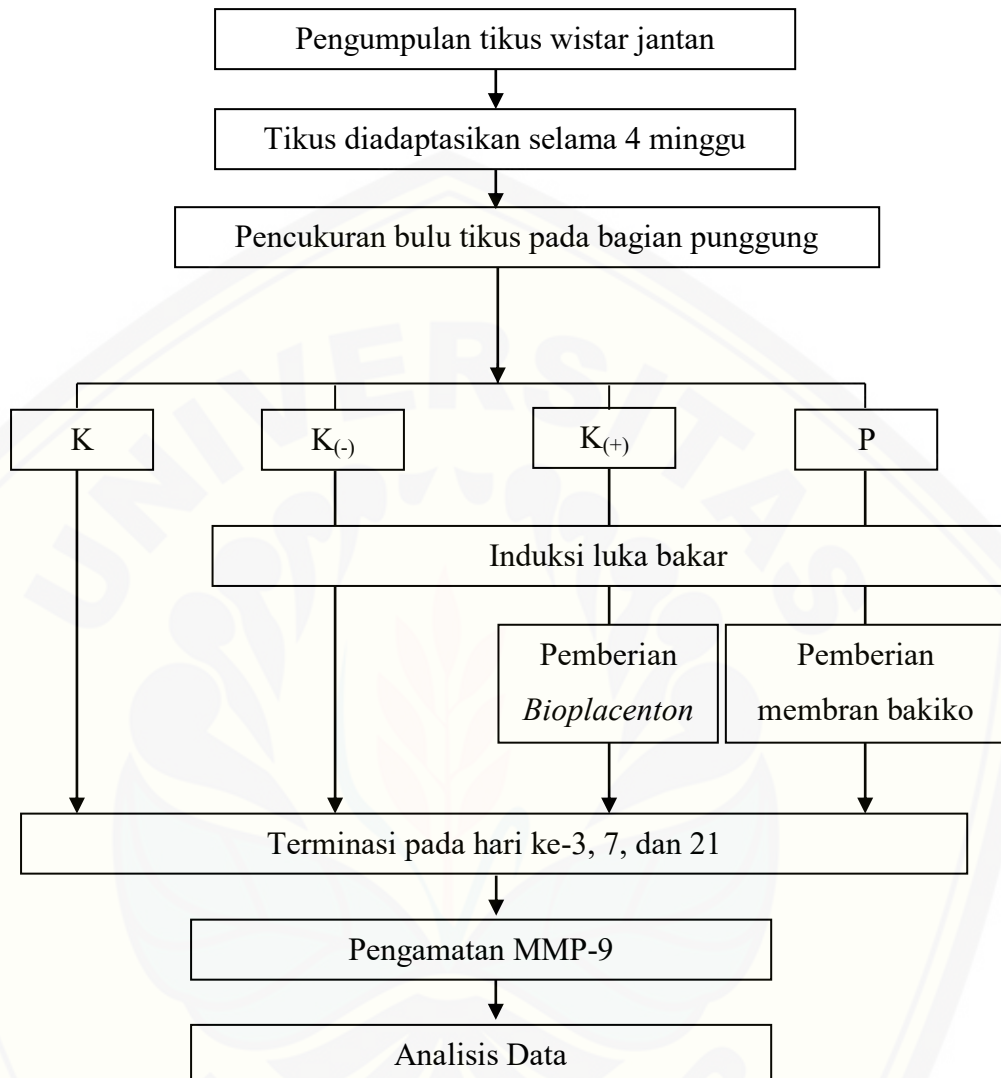 Pengumpulan tikus wistar jantan
Tikus diadaptasikan selama 4 minggu
Pencukuran bulu tikus pada bagian punggung
K
K(-)
K(+)
P
Induksi luka bakar
Pemberian
Bioplacenton
Pemberian
membran bakiko
Terminasi pada hari ke-3, 7, dan 21
Pengamatan MMP-9
Analisis Data
UNIVERSITAS